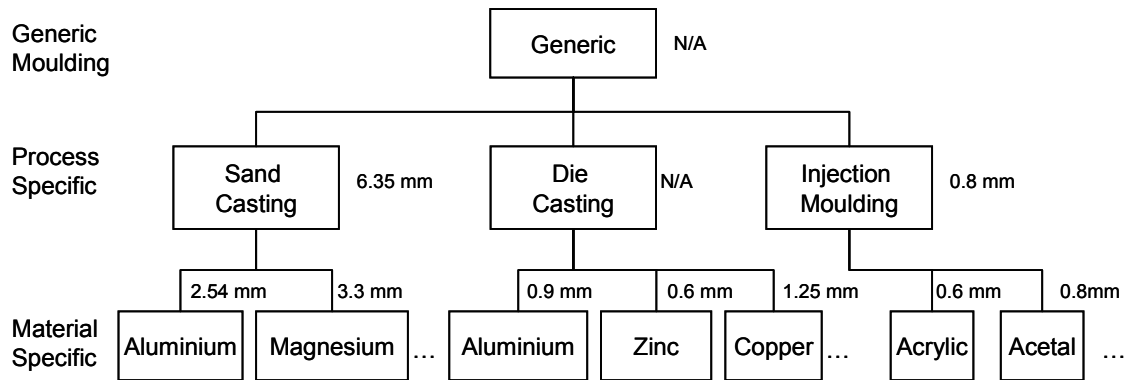 Generic
Moulding
Generic
N/A
Process
Specific
Sand
Casting
6.35 mm
Die
Casting
N/A
Injection
Moulding
0.8 mm
2.54 mm
3.3 mm
0.9 mm
0.6 mm
1.25 mm
0.6 mm
0.8mm
Material
Specific
Aluminium
Magnesium
...
Aluminium
Zinc
Copper
...
Acrylic
Acetal
...